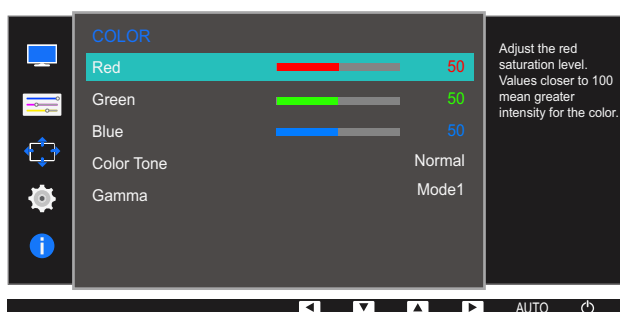 COLOR
Red 50
Green 50
Blue 50
Color Tone Normal
Gamma Mode1
Adjust the red
saturation level.
Values closer to 100
mean greater
intensity for the color.
AUTO